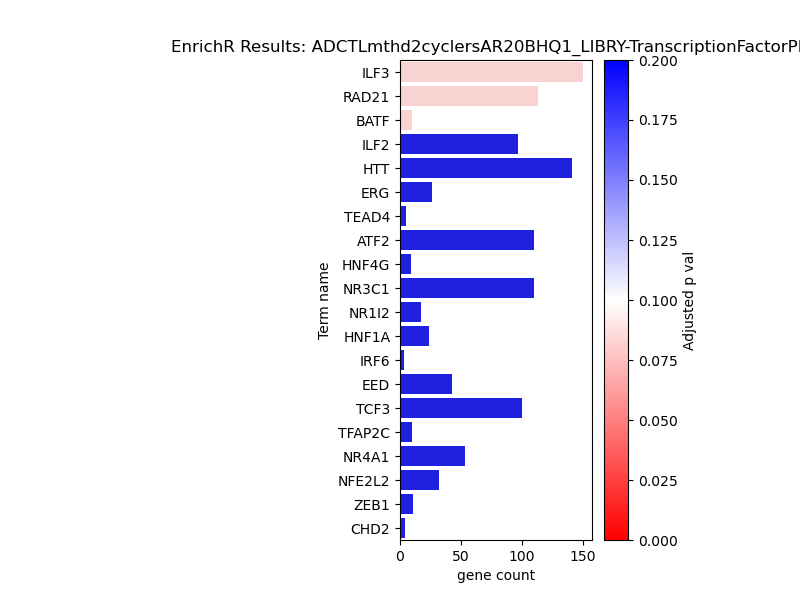 EnrichR Results: ADCTLmthd2cyclersAR20BHQ1_LIBRY-TranscriptionFactorPP
Term name
ILF3
RAD21
BATF
ILF2
HTT
ERG
TEAD4
ATF2
HNF4G
NR3C1
NR1I2
HNF1A
IRF6
EED
TCF3
TFAP2C
NR4A1
NFE2L2
ZEB1
CHD2
0 50 100 150
gene count
0.200
0.175
0.150
0.125
0.100
0.075
0.050
0.025
0.000
Adjusted p val